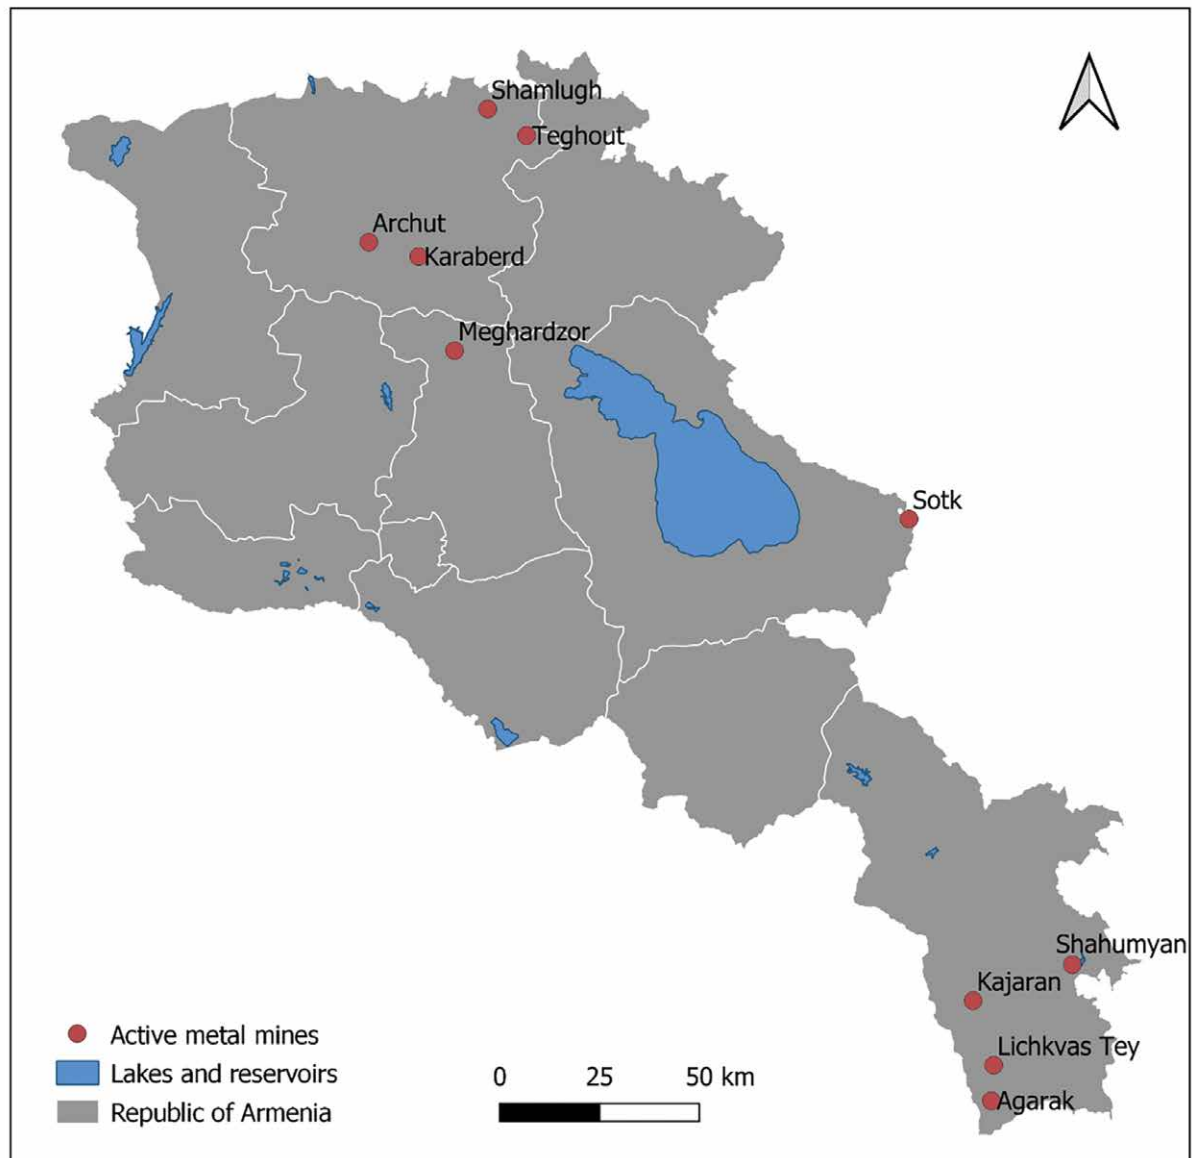 Shamlugh
Teghout
Archut
Karaberd
Meghardzor
Sotk
Shahumyan
Kajaran
Lichkvas Tey
Agarak
Active metal mines
Lakes and reservoirs
Republic of Armenia
0 25 50 km